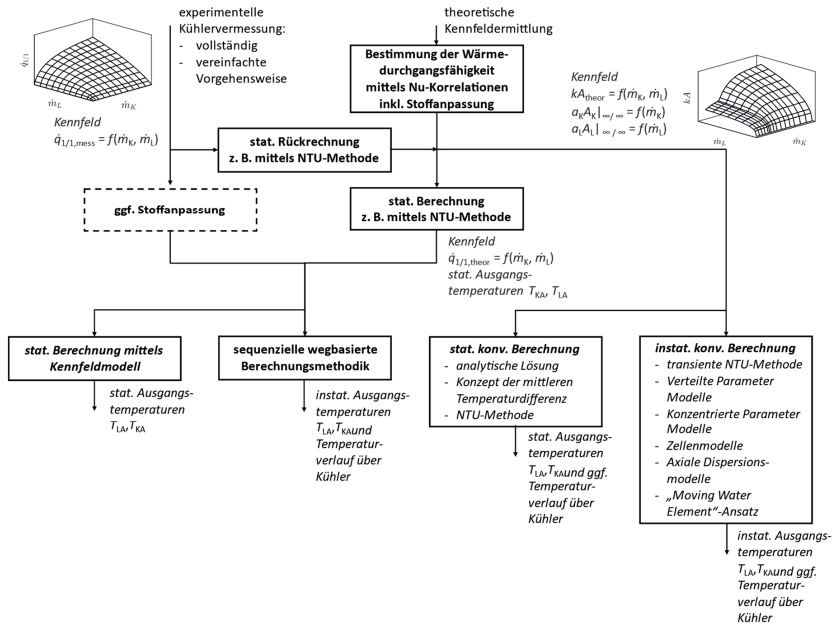 experimentelle
Kühlervermessung:
- vollständig
- vereinfachte
Vorgehensweise
theoretische
Kennfeldermittlung
q̇1/1
ṁL
ṁK
Kennfeld
q̇1/1,mess = f(ṁK, ṁL)
Bestimmung der Wärme-
durchgangsfähigkeit
mittels Nu-Korrelationen
inkl. Stoffanpassung
Kennfeld
kAtheor = f(ṁK, ṁL)
αKAK|∞/∞ = f(ṁK)
αLAL|∞/∞ = f(ṁL)
kA
ṁL
ṁK
stat. Rückrechnung
z. B. mittels NTU-Methode
ggf. Stoffanpassung
stat. Berechnung
z. B. mittels NTU-Methode
Kennfeld
q̇1/1,theor = f(ṁK, ṁL)
stat. Ausgangs-
temperaturen TKA, TLA
stat. Berechnung mittels
Kennfeldmodell
stat. Ausgangs-
temperaturen
TLA,TKA
sequenzielle wegbasierte
Berechnungsmethodik
instat. Ausgangs-
temperaturen
TLA,TKAund
Temperatur-
verlauf über
Kühler
stat. konv. Berechnung
- analytische Lösung
- Konzept der mittleren
Temperaturdifferenz
- NTU-Methode
stat. Ausgangs-
temperaturen
TLA,TKAund ggf.
Temperatur-
verlauf über
Kühler
instat. konv. Berechnung
- transiente NTU-Methode
- Verteilte Parameter
Modelle
- Konzentrierte Parameter
Modelle
- Zellenmodelle
- Axiale Dispersions-
modelle
- „Moving Water
Element“-Ansatz
instat. Ausgangs-
temperaturen
TLA,TKAund ggf.
Temperatur-
verlauf über
Kühler